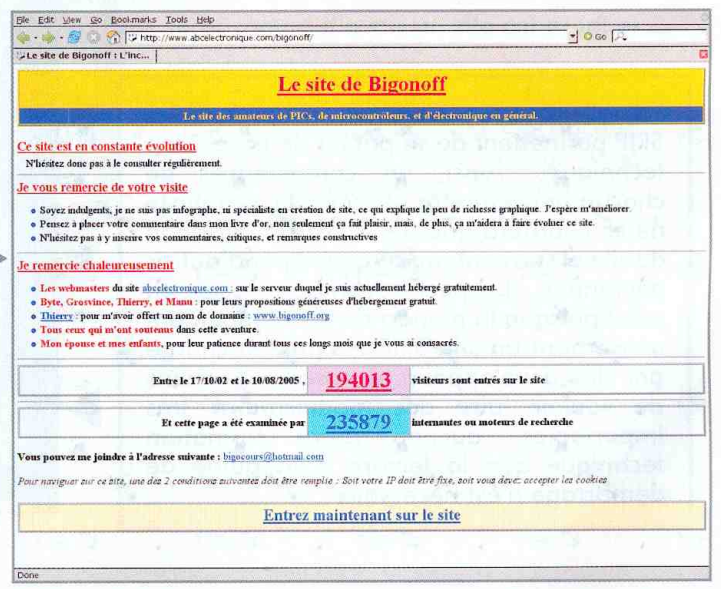 File Edit View Go Bookmarks Tools Help
http://www.abcelectronique.com/bigonoff/ Go
Le site de Bigonoff : L'inc...
Le site de Bigonoff
Le site des amateurs de PICs, de microcontrôleurs, et d'électronique en général.
Ce site est en constante évolution
N'hésitez donc pas à le consulter régulièrement.
Je vous remercie de votre visite
Soyez indulgents, je ne suis pas infographe, ni spécialiste en création de site, ce qui explique le peu de richesse graphique. J'espère m'améliorer.
Pensez à placer votre commentaire dans mon livre d'or, non seulement ça fait plaisir, mais, de plus, ça m'aidera à faire évoluer ce site.
N'hésitez pas à y inscrire vos commentaires, critiques, et remarques constructives
Je remercie chaleureusement
Les webmasters du site abcelectronique.com : sur le serveur duquel je suis actuellement hébergé gratuitement.
Byte, Grosvince, Thierry, et Manu : pour leurs propositions généreuses d'hébergement gratuit.
Thierry : pour m'avoir offert un nom de domaine : www.bigonoff.org
Tous ceux qui m'ont soutenus dans cette aventure.
Mon épouse et mes enfants, pour leur patience durant tous ces longs mois que je vous ai consacrés.
Entre le 17/10/02 et le 10/08/2005 , 194013 visiteurs sont entrés sur le site
Et cette page a été examinée par 235879 internautes ou moteurs de recherche
Vous pouvez me joindre à l'adresse suivante : bigocours@hotmail.com
Pour naviguer sur ce site, une des 2 conditions suivantes doit être remplie : Soit votre IP doit être fixe, soit vous devez accepter les cookies
Entrez maintenant sur le site
Done